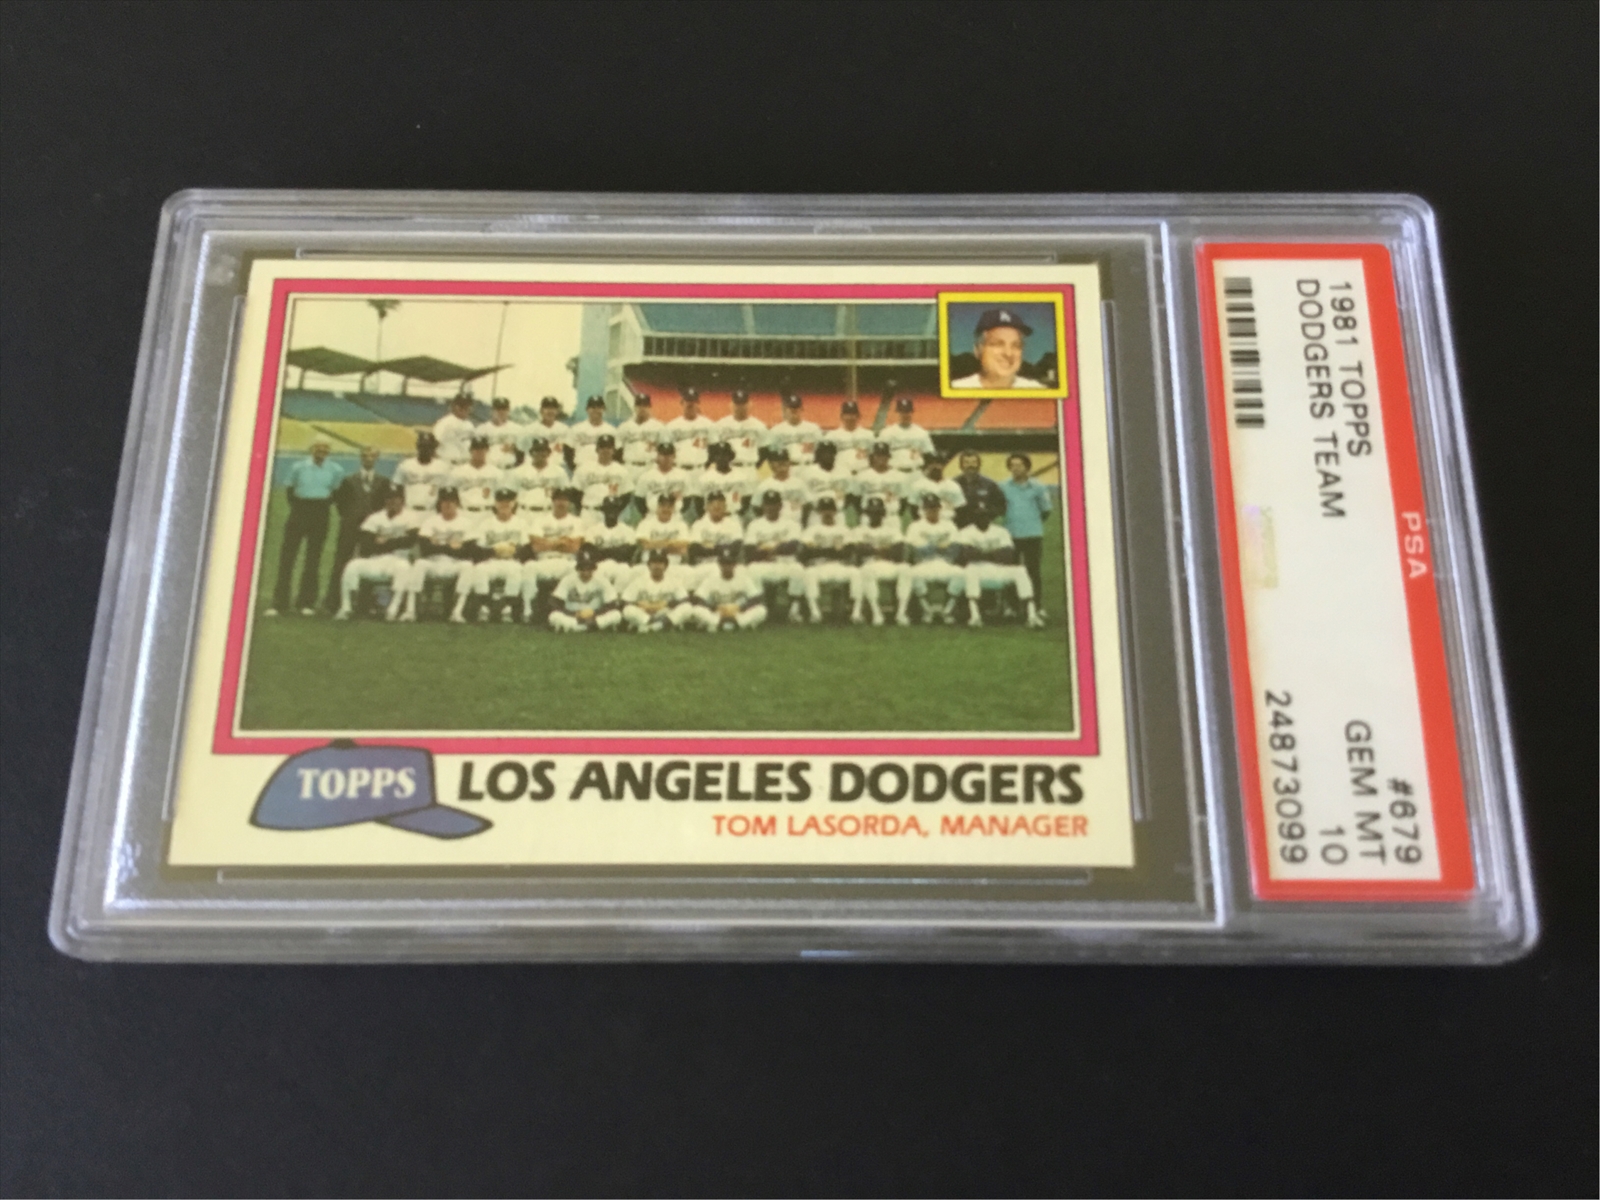 TOPPS
LOS ANGELES DODGERS
TOM LASORDA, MANAGER
1981 TOPPS #679
DODGERS TEAM GEM MT
10
24873099
PSA